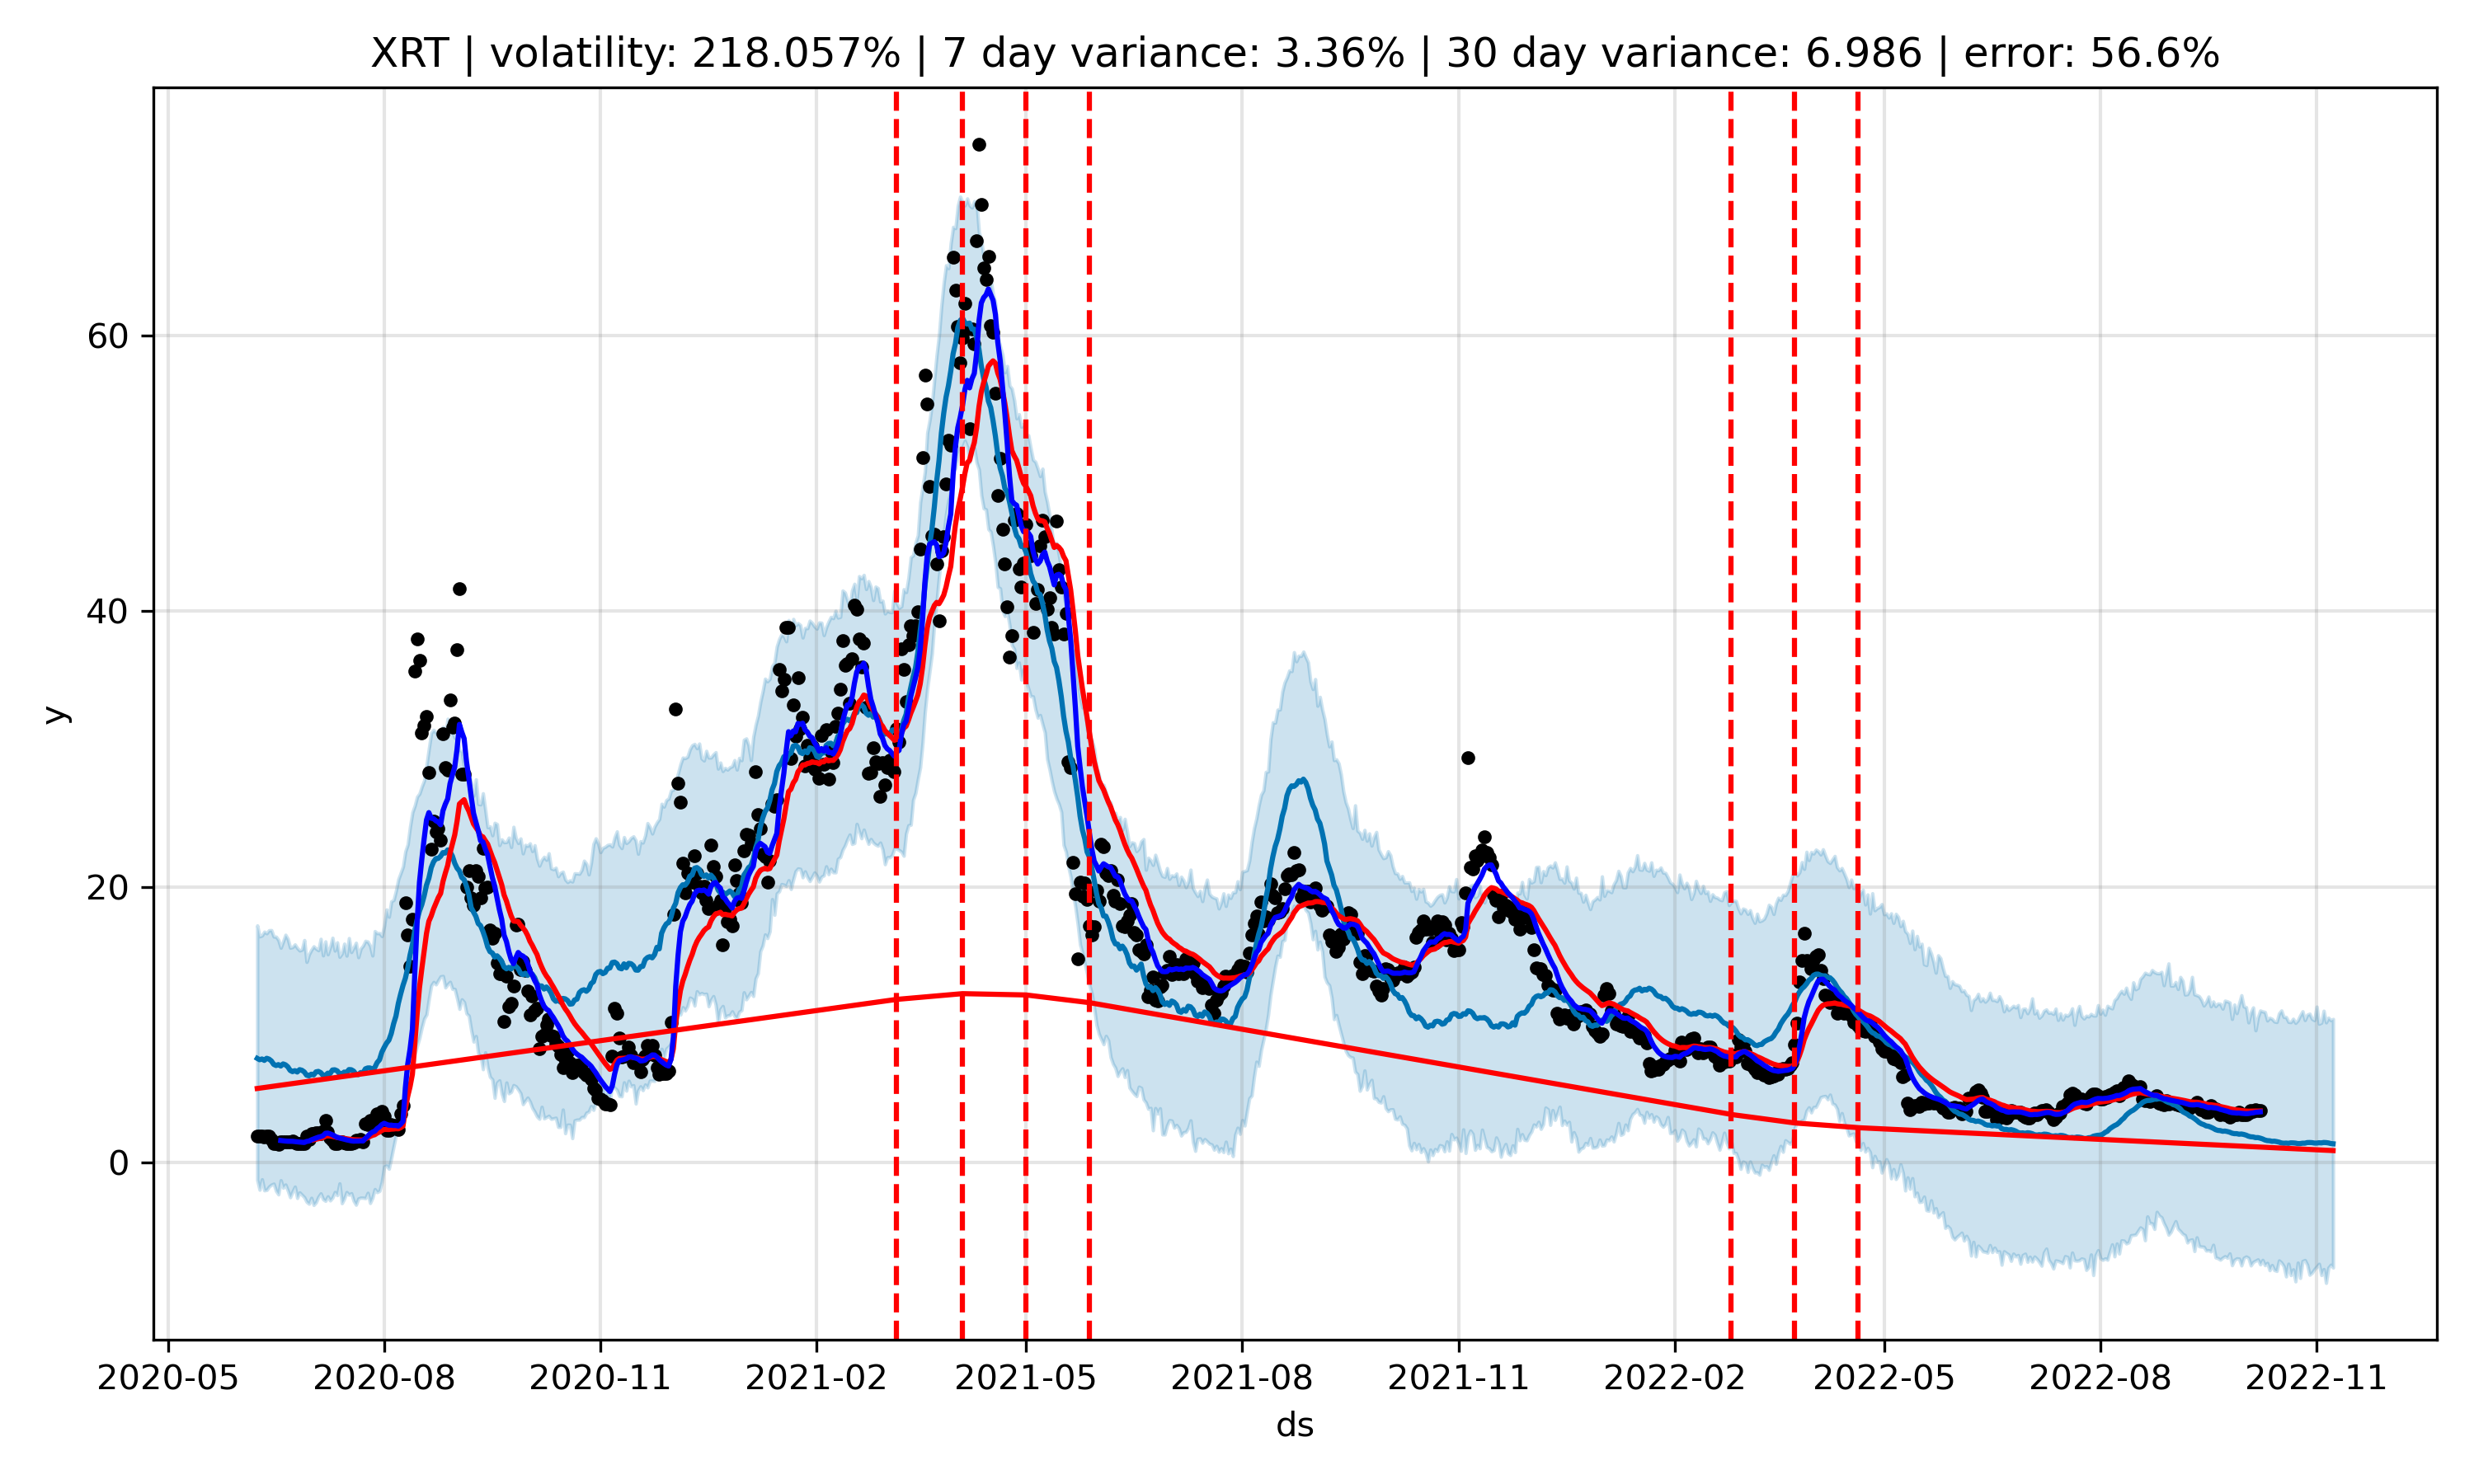 XRT | volatility: 218.057% | 7 day variance: 3.36% | 30 day variance: 6.986 | error: 56.6%
60
40
20
0
y
2020-05 2020-08 2020-11 2021-02 2021-05 2021-08 2021-11 2022-02 2022-05 2022-08 2022-11
ds